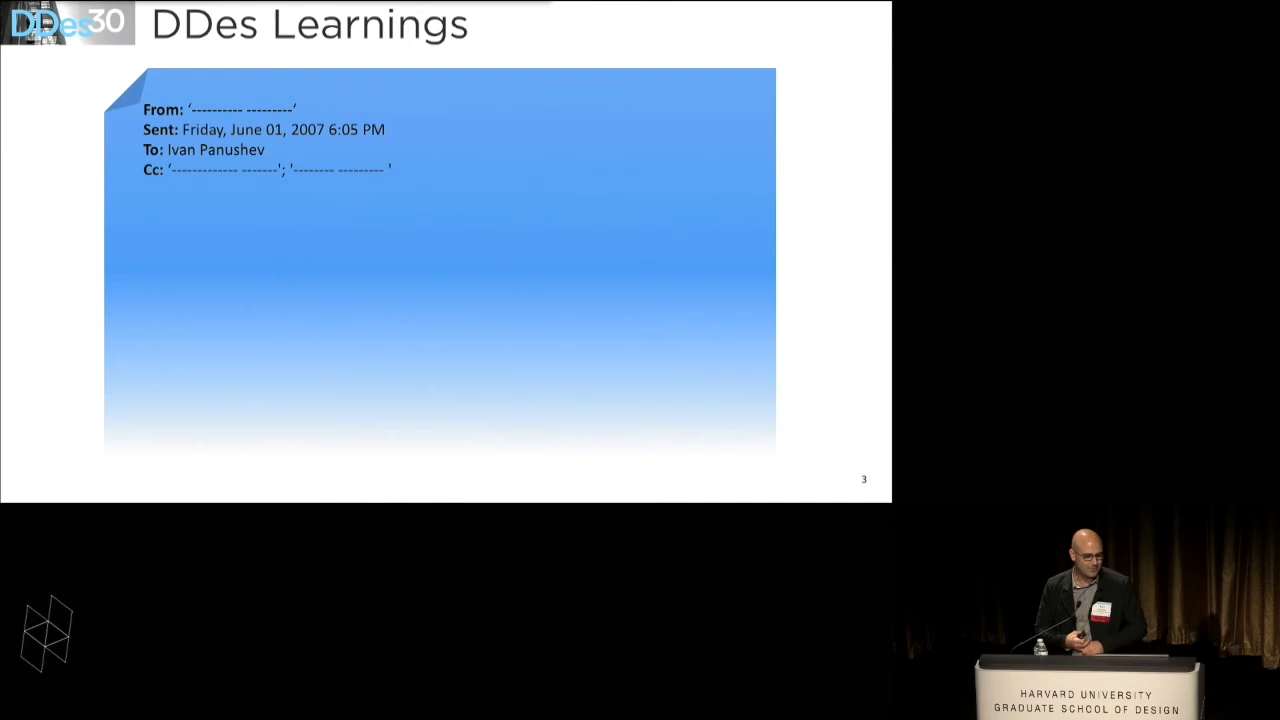 DDes30
DDes Learnings
From: ‘---------- ---------‘
Sent: Friday, June 01, 2007 6:05 PM
To: Ivan Panushev
Cc: ‘------------- -------'; '-------- --------- '
3
HARVARD UNIVERSITY
GRADUATE SCHOOL OF DESIGN